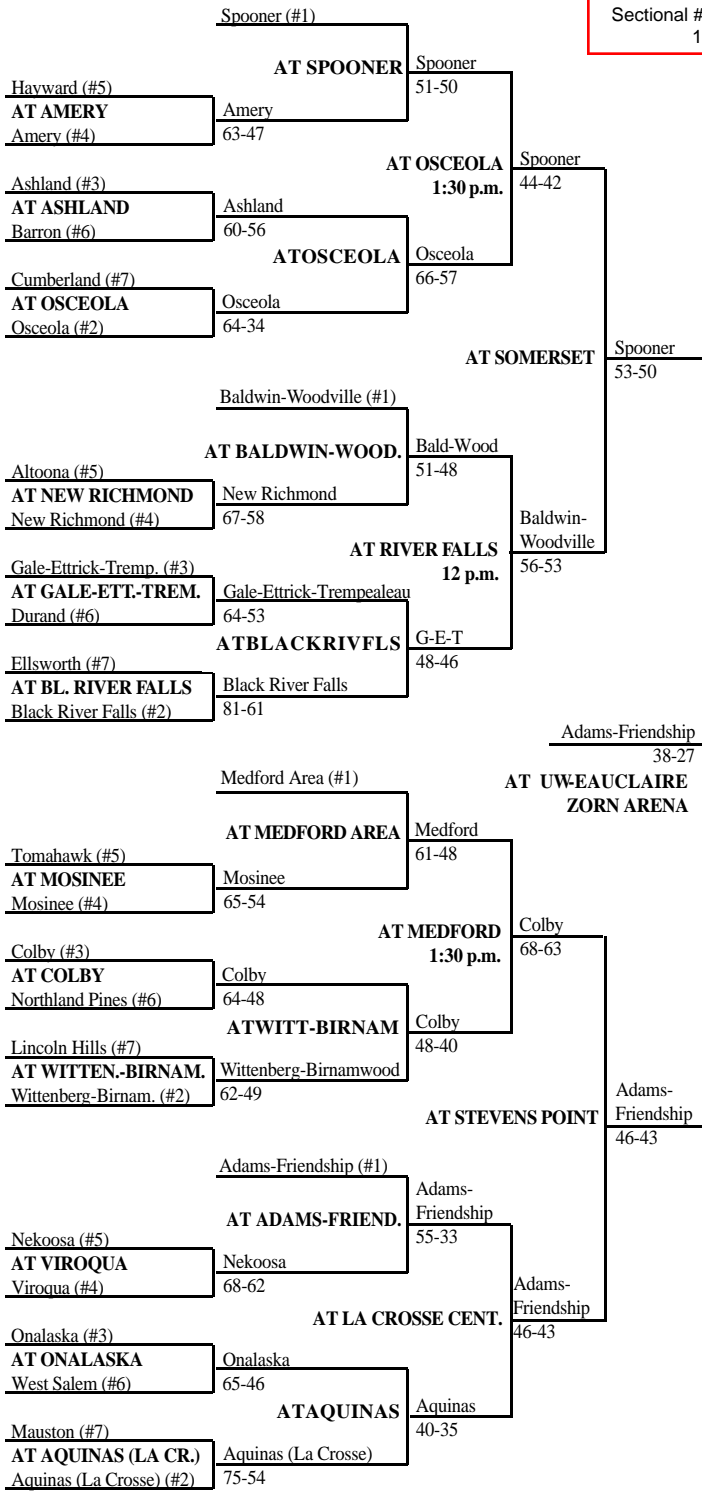 Spooner (#1)
Sectional #
1
AT SPOONER
Spooner
51-50
Hayward (#5)
AT AMERY
Amery (#4)
Amery
63-47
AT OSCEOLA
1:30 p.m.
Spooner
44-42
Ashland (#3)
AT ASHLAND
Barron (#6)
Ashland
60-56
ATOSCEOLA
Osceola
66-57
Cumberland (#7)
AT OSCEOLA
Osceola (#2)
Osceola
64-34
AT SOMERSET
Spooner
53-50
Baldwin-Woodville (#1)
AT BALDWIN-WOOD.
Bald-Wood
51-48
Altoona (#5)
AT NEW RICHMOND
New Richmond (#4)
New Richmond
67-58
AT RIVER FALLS
12 p.m.
Baldwin-
Woodville
56-53
Gale-Ettrick-Tremp. (#3)
AT GALE-ETT.-TREM.
Durand (#6)
Gale-Ettrick-Trempealeau
64-53
ATBLACKRIVFLS
G-E-T
48-46
Ellsworth (#7)
AT BL. RIVER FALLS
Black River Falls (#2)
Black River Falls
81-61
Adams-Friendship
38-27
AT UW-EAUCLAIRE
ZORN ARENA
Medford Area (#1)
AT MEDFORD AREA
Medford
61-48
Tomahawk (#5)
AT MOSINEE
Mosinee (#4)
Mosinee
65-54
AT MEDFORD
1:30 p.m.
Colby
68-63
Colby (#3)
AT COLBY
Northland Pines (#6)
Colby
64-48
ATWITT-BIRNAM
Colby
48-40
Lincoln Hills (#7)
AT WITTEN.-BIRNAM.
Wittenberg-Birnam. (#2)
Wittenberg-Birnamwood
62-49
AT STEVENS POINT
Adams-
Friendship
46-43
Adams-Friendship (#1)
AT ADAMS-FRIEND.
Adams-
Friendship
55-33
Nekoosa (#5)
AT VIROQUA
Viroqua (#4)
Nekoosa
68-62
AT LA CROSSE CENT.
Adams-
Friendship
46-43
Onalaska (#3)
AT ONALASKA
West Salem (#6)
Onalaska
65-46
ATAQUINAS
Aquinas
40-35
Mauston (#7)
AT AQUINAS (LA CR.)
Aquinas (La Crosse) (#2)
Aquinas (La Crosse)
75-54